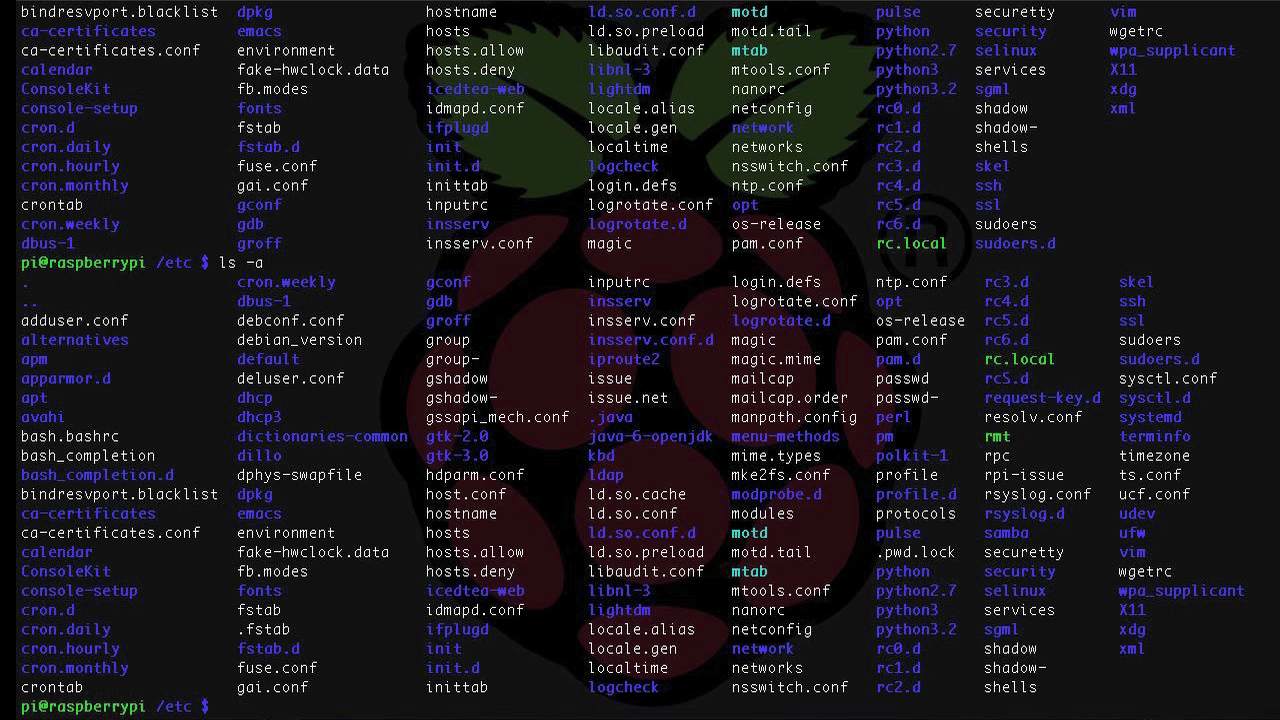 bindresvport.blacklist dpkg hostname ld.so.conf.d motd pulse securetty vim
ca-certificates emacs hosts ld.so.preload motd.tail python security wgetrc
ca-certificates.conf environment hosts.allow libaudit.conf mtab python2.7 selinux wpa_supplicant
calendar fake-hwclock.data hosts.deny libnl-3 mtools.conf python3 services X11
ConsoleKit fb.modes icedtea-web lightdm nanorc python3.2 sgml xdg
console-setup fonts idmapd.conf locale.alias netconfig rc0.d shadow xml
cron.d fstab ifplugd locale.gen network rc1.d shadow-
cron.daily fstab.d init localtime networks rc2.d shells
cron.hourly fuse.conf init.d logcheck nsswitch.conf rc3.d skel
cron.monthly gai.conf inittab login.defs ntp.conf rc4.d ssh
crontab gconf inputrc logrotate.conf opt rc5.d ssl
cron.weekly gdb insserv logrotate.d os-release rc6.d sudoers
dbus-1 groff insserv.conf magic pam.conf rc.local sudoers.d
pi@raspberrypi /etc $ ls -a
. cron.weekly gconf inputrc login.defs ntp.conf rc3.d skel
.. dbus-1 gdb insserv logrotate.conf opt rc4.d ssh
adduser.conf debconf.conf groff insserv.conf logrotate.d os-release rc5.d ssl
alternatives debian_version group insserv.conf.d magic pam.conf rc6.d sudoers
apm default group- iproute2 magic.mime pam.d rc.local sudoers.d
apparmor.d deluser.conf gshadow issue mailcap passwd rcS.d sysctl.conf
apt dhcp gshadow- issue.net mailcap.order passwd- request-key.d sysctl.d
avahi dhcp3 gssapi_mech.conf .java manpath.config perl resolv.conf systemd
bash.bashrc dictionaries-common gtk-2.0 java-6-openjdk menu-methods pm rmt terminfo
bash_completion dillo gtk-3.0 kbd mime.types polkit-1 rpc timezone
bash_completion.d dphys-swapfile hdparm.conf ldap mke2fs.conf profile rpi-issue ts.conf
bindresvport.blacklist dpkg host.conf ld.so.cache modprobe.d profile.d rsyslog.conf ucf.conf
ca-certificates emacs hostname ld.so.conf modules protocols rsyslog.d udev
ca-certificates.conf environment hosts ld.so.conf.d motd pulse samba ufw
calendar fake-hwclock.data hosts.allow ld.so.preload motd.tail .pwd.lock securetty vim
ConsoleKit fb.modes hosts.deny libaudit.conf mtab python security wgetrc
console-setup fonts icedtea-web libnl-3 mtools.conf python2.7 selinux wpa_supplicant
cron.d fstab idmapd.conf lightdm nanorc python3 services X11
cron.daily .fstab ifplugd locale.alias netconfig python3.2 sgml xdg
cron.hourly fstab.d init locale.gen network rc0.d shadow xml
cron.monthly fuse.conf init.d localtime networks rc1.d shadow-
crontab gai.conf inittab logcheck nsswitch.conf rc2.d shells
pi@raspberrypi /etc $